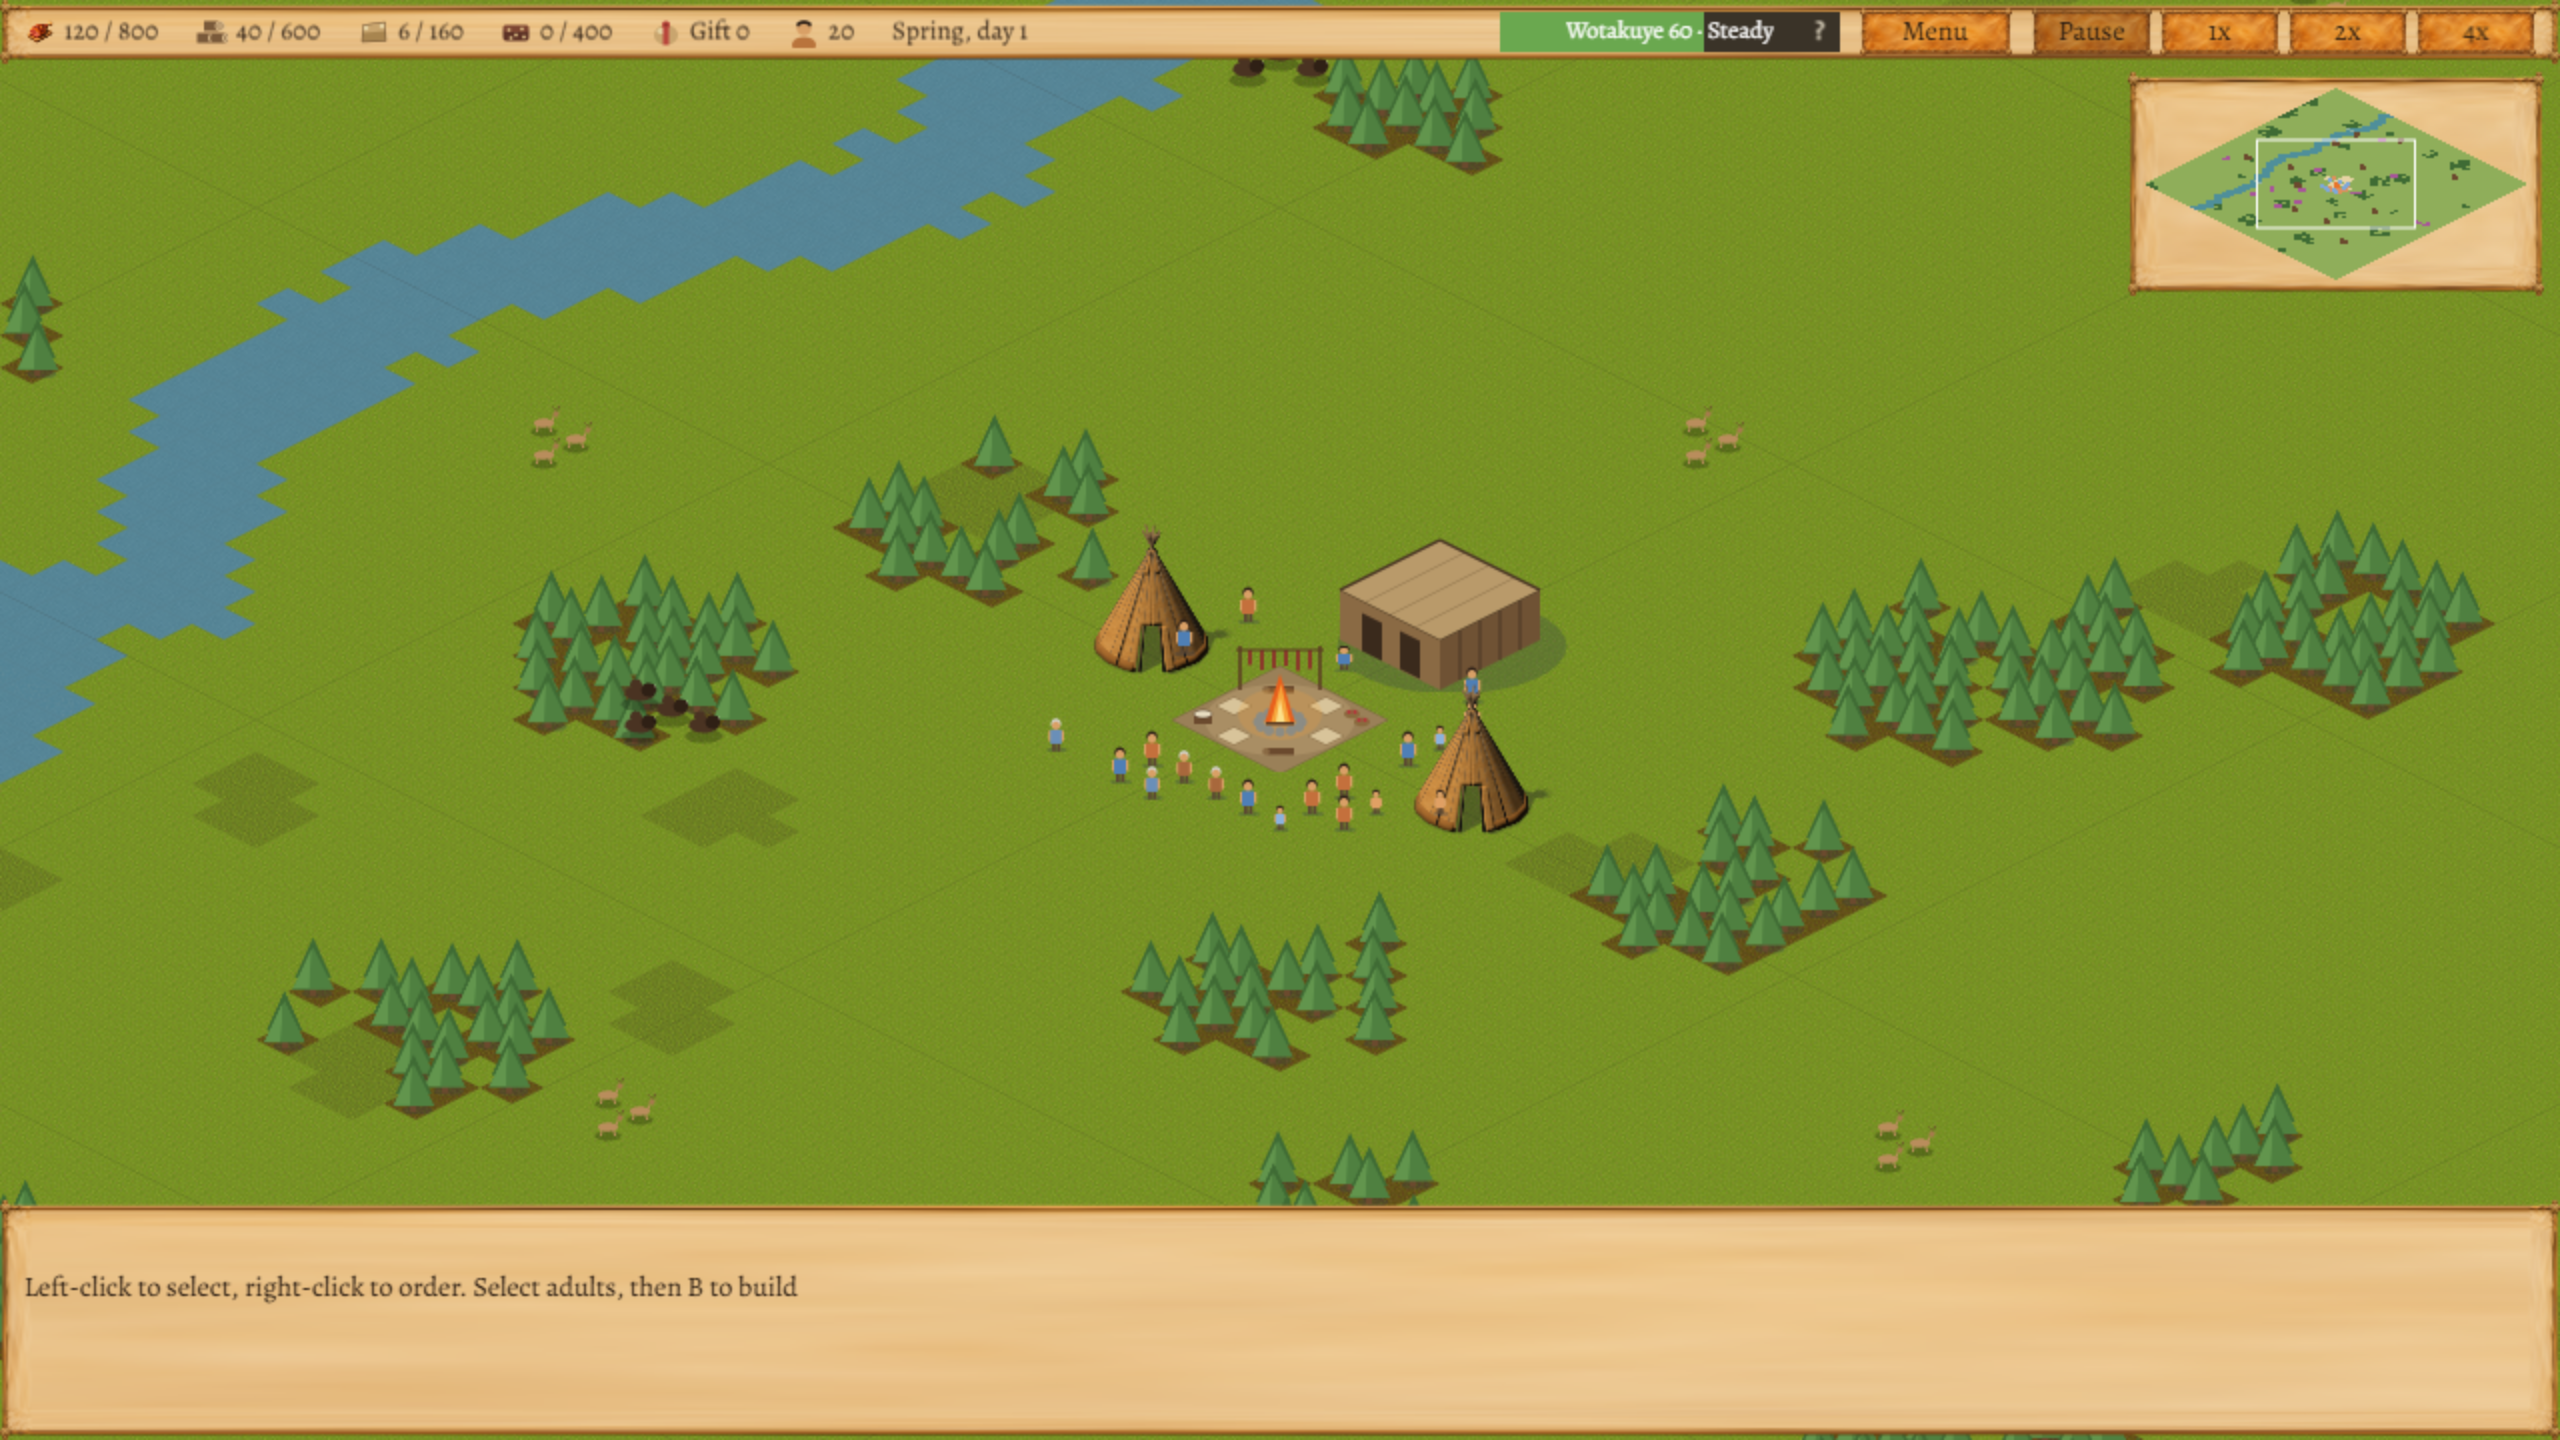 120 / 800 40 / 600 6 / 160 0 / 400 Gift 0 20 Spring, day 1 Wotakuye 60 · Steady ? Menu Pause 1x 2x 4x
Left-click to select, right-click to order. Select adults, then B to build